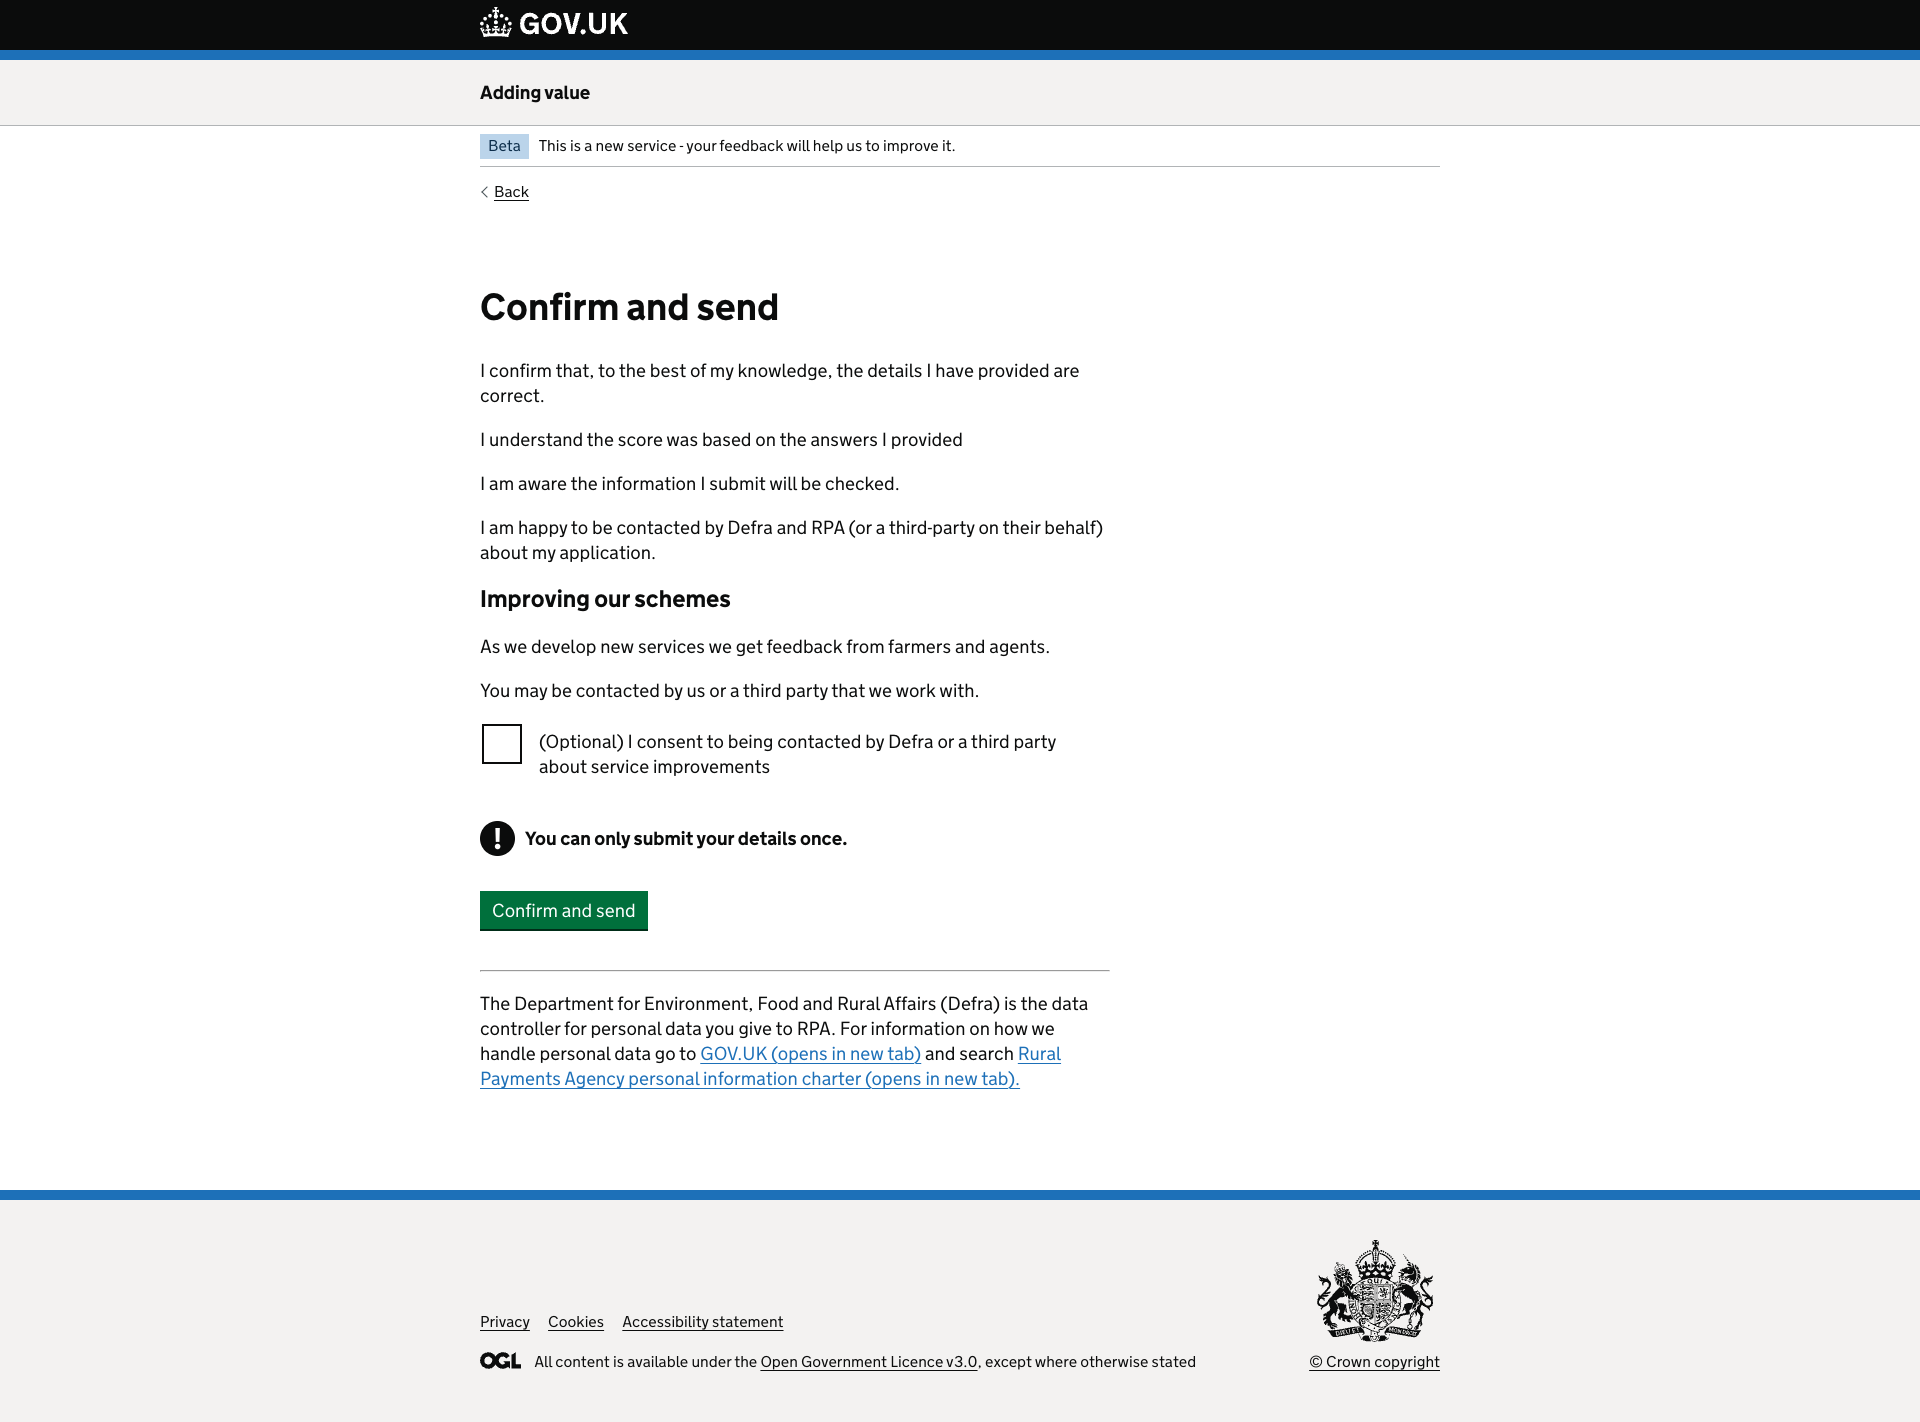 GOV.UK
Adding value
Beta This is a new service - your feedback will help us to improve it.
Back
Confirm and send
I confirm that, to the best of my knowledge, the details I have provided are
correct.
I understand the score was based on the answers I provided
I am aware the information I submit will be checked.
I am happy to be contacted by Defra and RPA (or a third-party on their behalf)
about my application.
Improving our schemes
As we develop new services we get feedback from farmers and agents.
You may be contacted by us or a third party that we work with.
(Optional) I consent to being contacted by Defra or a third party
about service improvements
! You can only submit your details once.
Confirm and send
The Department for Environment, Food and Rural Affairs (Defra) is the data
controller for personal data you give to RPA. For information on how we
handle personal data go to GOV.UK (opens in new tab) and search Rural
Payments Agency personal information charter (opens in new tab).
Privacy Cookies Accessibility statement
OGL All content is available under the Open Government Licence v3.0, except where otherwise stated
© Crown copyright